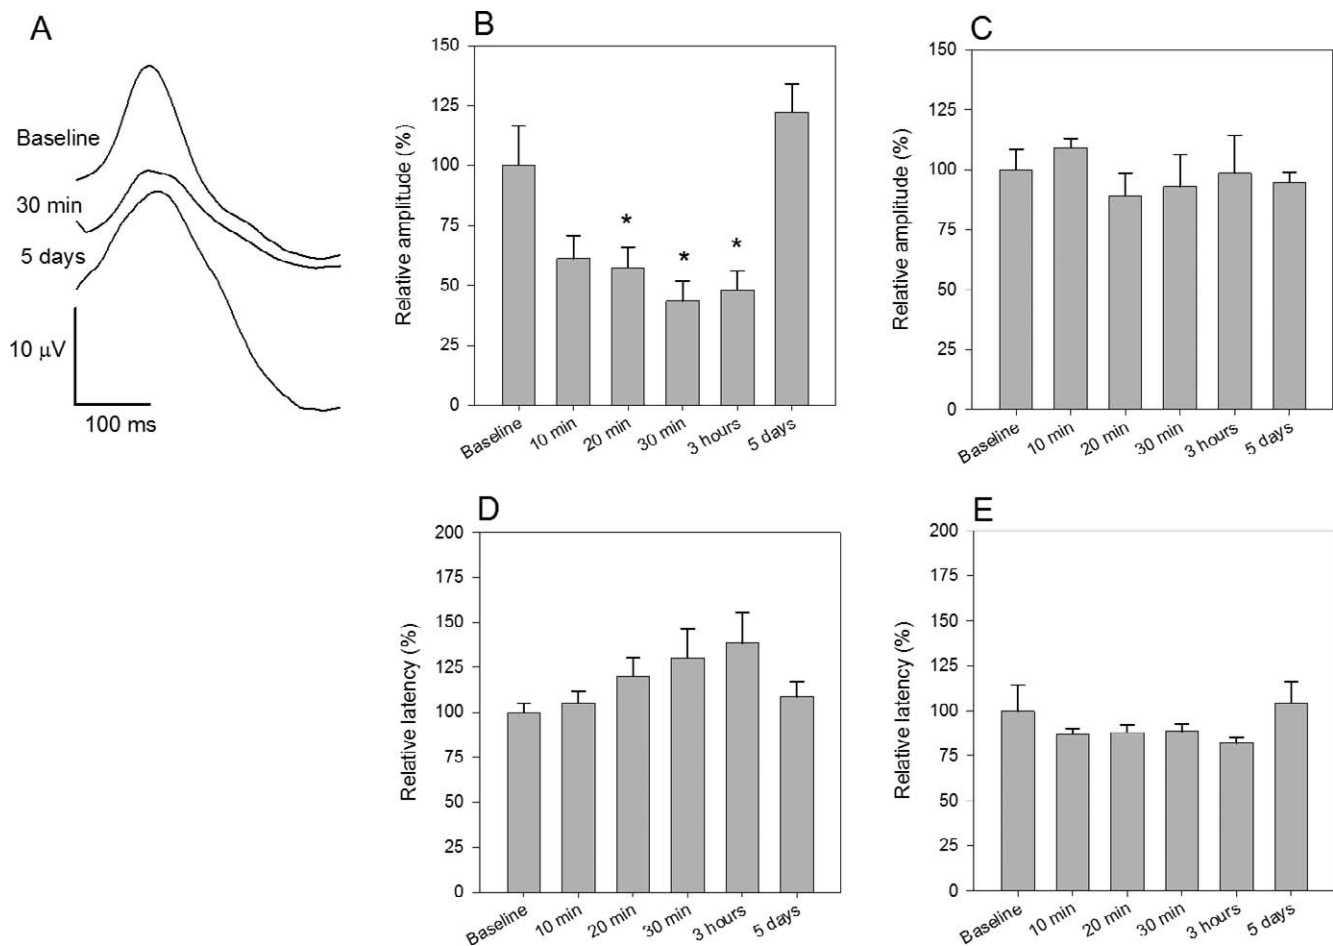 A
Baseline
30 min
5 days
10 μV
100 ms
B
Relative amplitude (%)
150
125
100
75
50
25
0
*
*
*
Baseline
10 min
20 min
30 min
3 hours
5 days
C
Relative amplitude (%)
150
125
100
75
50
25
0
Baseline
10 min
20 min
30 min
3 hours
5 days
D
Relative latency (%)
200
175
150
125
100
75
50
25
0
Baseline
10 min
20 min
30 min
3 hours
5 days
E
Relative latency (%)
200
175
150
125
100
75
50
25
0
Baseline
10 min
20 min
30 min
3 hours
5 days